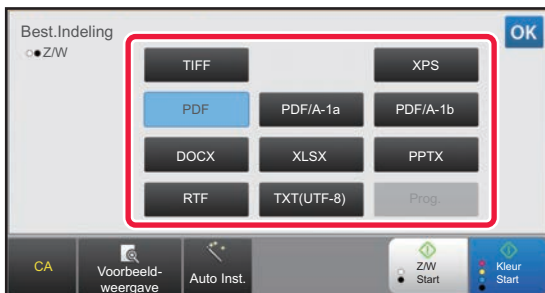 Best.Indeling
Z/W
OK
TIFF
XPS
PDF
PDF/A-1a
PDF/A-1b
DOCX
XLSX
PPTX
RTF
TXT(UTF-8)
Prog.
CA
Voorbeeld-
weergave
Auto Inst.
Z/W
Start
Kleur
Start